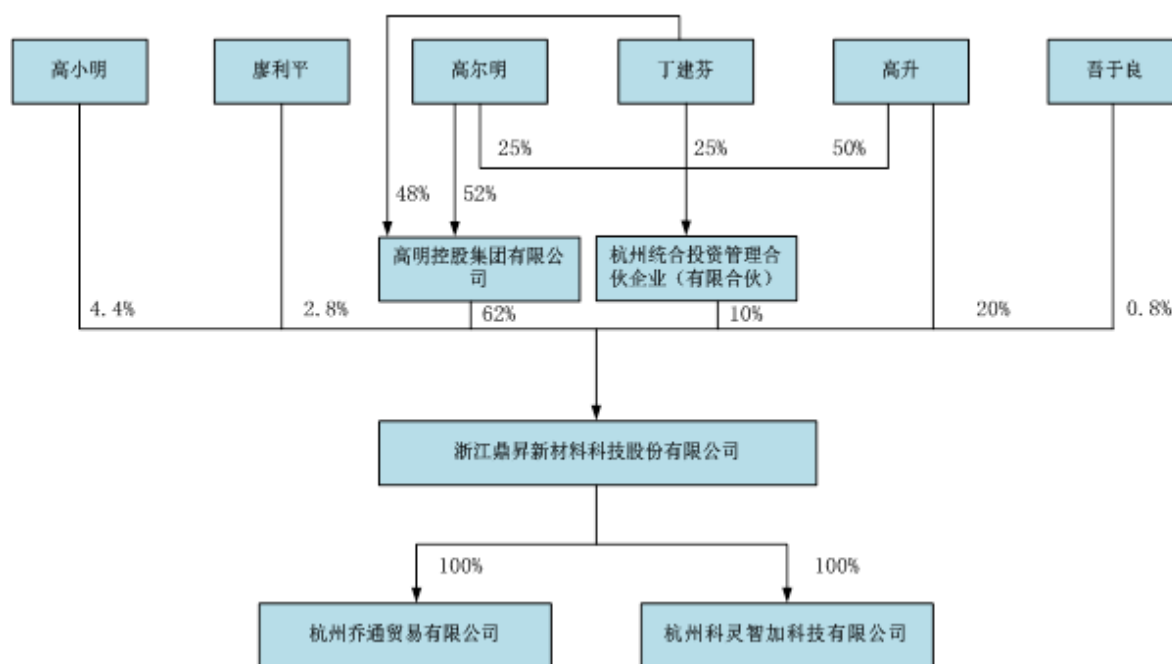 高小明
廖利平
高尔明
丁建芬
高升
吾于良
25%
25%
50%
48%
52%
高明控股集团有限公
司
杭州统合投资管理合
伙企业（有限合伙）
4.4%
2.8%
62%
10%
20%
0.8%
浙江鼎昇新材料科技股份有限公司
100%
100%
杭州乔通贸易有限公司
杭州科灵智加科技有限公司